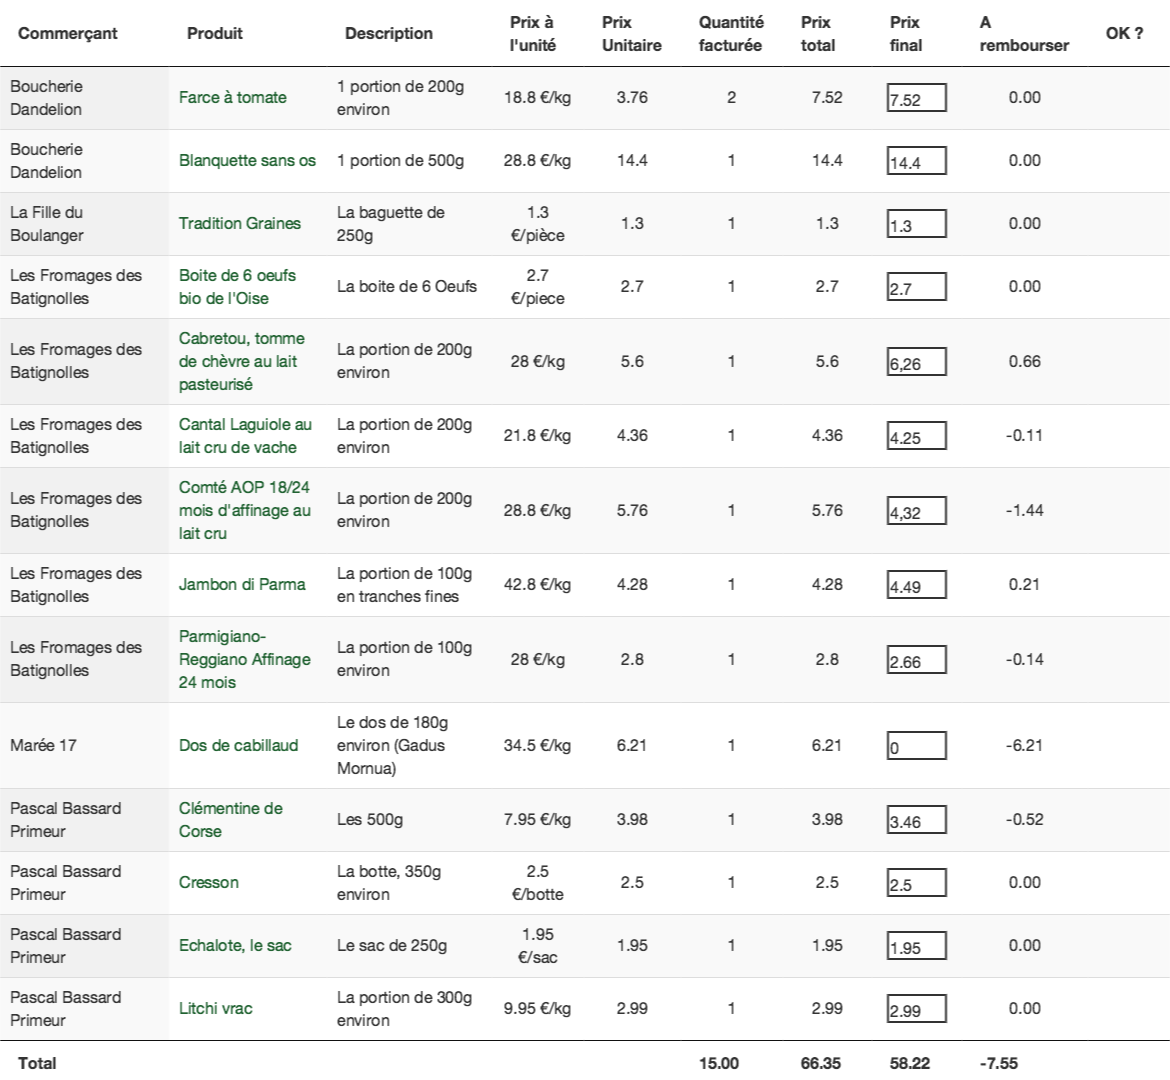 Commerçant Produit Description Prix à l'unité Prix Unitaire Quantité facturée Prix total Prix final A rembourser OK ?
Boucherie Dandelion Farce à tomate 1 portion de 200g environ 18.8 €/kg 3.76 2 7.52 7.52 0.00
Boucherie Dandelion Blanquette sans os 1 portion de 500g 28.8 €/kg 14.4 1 14.4 14.4 0.00
La Fille du Boulanger Tradition Graines La baguette de 250g 1.3 €/pièce 1.3 1 1.3 1.3 0.00
Les Fromages des Batignolles Boite de 6 oeufs bio de l'Oise La boite de 6 Oeufs 2.7 €/piece 2.7 1 2.7 2.7 0.00
Les Fromages des Batignolles Cabretou, tomme de chèvre au lait pasteurisé La portion de 200g environ 28 €/kg 5.6 1 5.6 6,26 0.66
Les Fromages des Batignolles Cantal Laguiole au lait cru de vache La portion de 200g environ 21.8 €/kg 4.36 1 4.36 4.25 -0.11
Les Fromages des Batignolles Comté AOP 18/24 mois d'affinage au lait cru La portion de 200g environ 28.8 €/kg 5.76 1 5.76 4,32 -1.44
Les Fromages des Batignolles Jambon di Parma La portion de 100g en tranches fines 42.8 €/kg 4.28 1 4.28 4.49 0.21
Les Fromages des Batignolles Parmigiano-Reggiano Affinage 24 mois La portion de 100g environ 28 €/kg 2.8 1 2.8 2.66 -0.14
Marée 17 Dos de cabillaud Le dos de 180g environ (Gadus Mornua) 34.5 €/kg 6.21 1 6.21 0 -6.21
Pascal Bassard Primeur Clémentine de Corse Les 500g 7.95 €/kg 3.98 1 3.98 3.46 -0.52
Pascal Bassard Primeur Cresson La botte, 350g environ 2.5 €/botte 2.5 1 2.5 2.5 0.00
Pascal Bassard Primeur Echalote, le sac Le sac de 250g 1.95 €/sac 1.95 1 1.95 1.95 0.00
Pascal Bassard Primeur Litchi vrac La portion de 300g environ 9.95 €/kg 2.99 1 2.99 2.99 0.00
Total 15.00 66.35 58.22 -7.55